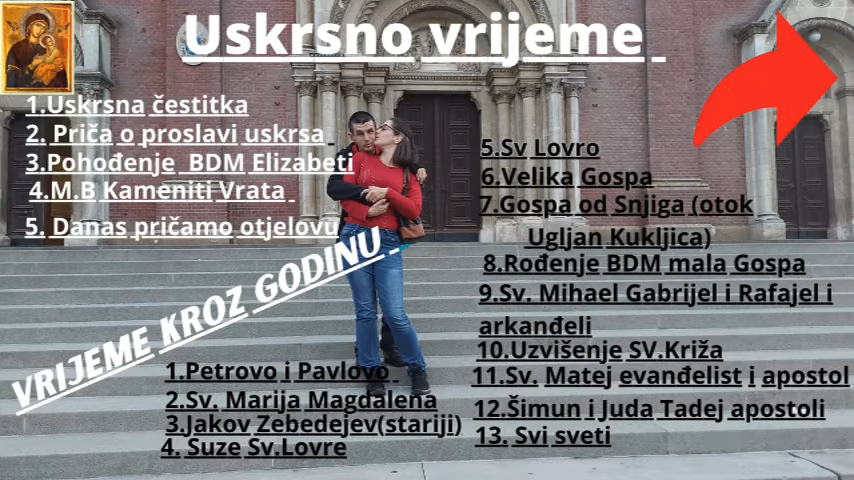 Uskrsno vrijeme
1.Uskrsna čestitka
2. Priča o proslavi uskrsa
3.Pohođenje BDM Elizabeti
4.M.B Kameniti Vrata
5. Danas pričamo otjelovu
VRIJEME KROZ GODINU
1.Petrovo i Pavlovo
2.Sv. Marija Magdalena
3.Jakov Zebedejev(stariji)
4. Suze Sv.Lovre
5.Sv Lovro
6.Velika Gospa
7.Gospa od Snjiga (otok
Ugljan Kukljica)
8.Rođenje BDM mala Gospa
9.Sv. Mihael Gabrijel i Rafajel i
arkanđeli
10.Uzvišenje SV.Križa
11.Sv. Matej evanđelist i apostol
12.Šimun i Juda Tadej apostoli
13. Svi sveti